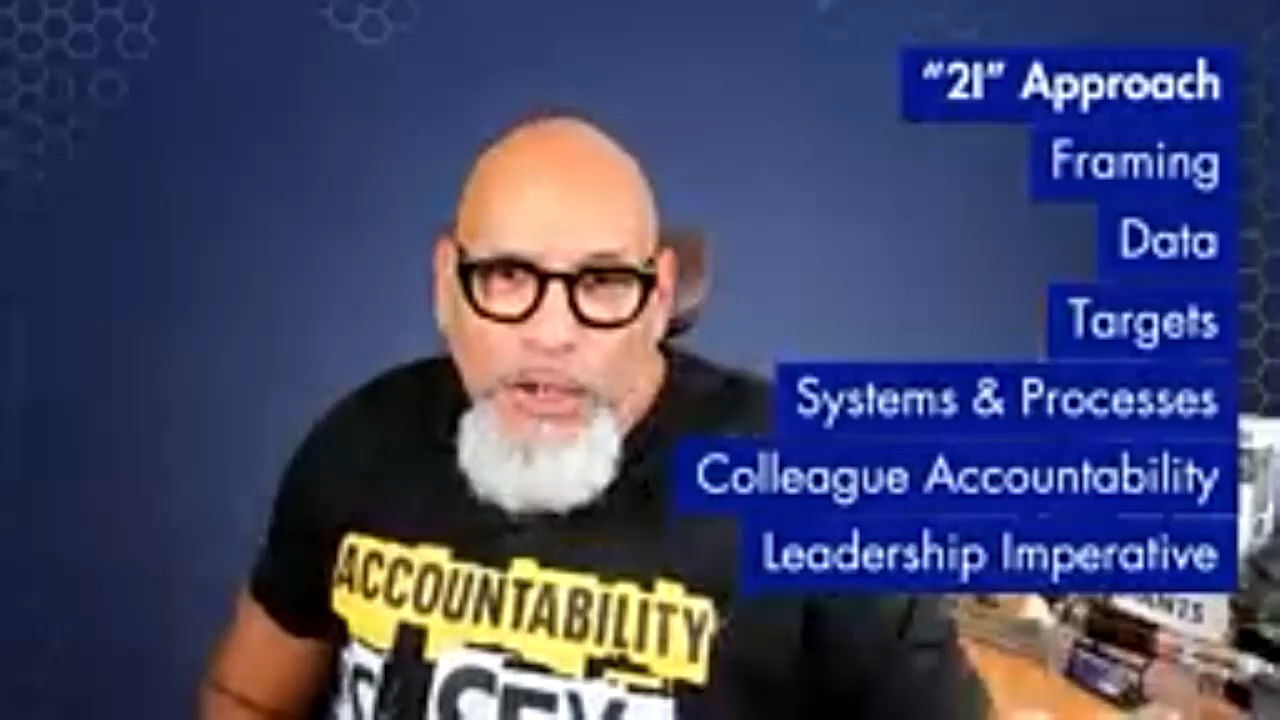 “2I” Approach
Framing
Data
Targets
Systems & Processes
Colleague Accountability
Leadership Imperative
ACCOUNTABILITY